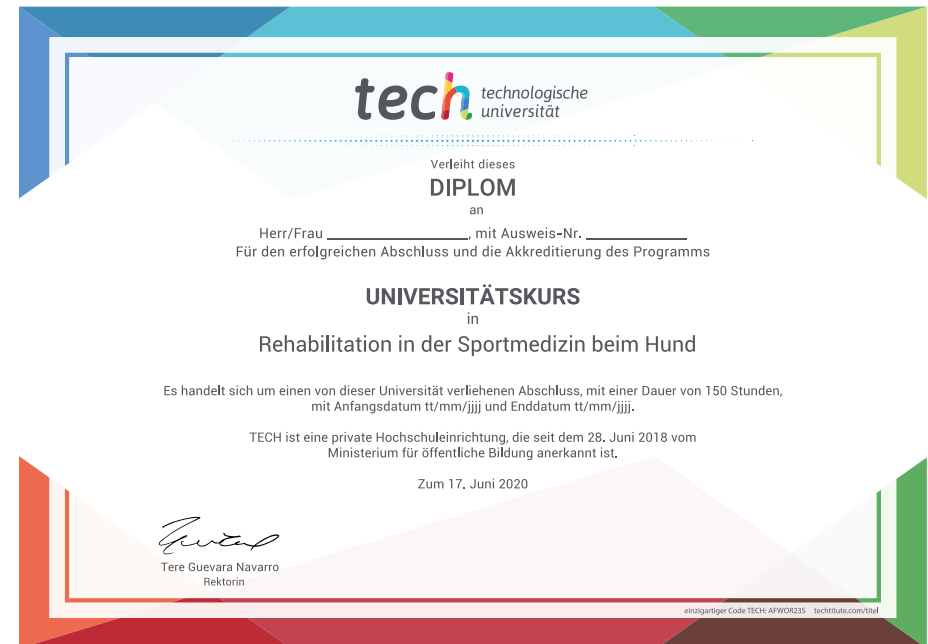 tech technologische
universität
Verleiht dieses
DIPLOM
an
Herr/Frau ____________________, mit Ausweis-Nr. ______________
Für den erfolgreichen Abschluss und die Akkreditierung des Programms
UNIVERSITÄTSKURS
in
Rehabilitation in der Sportmedizin beim Hund
Es handelt sich um einen von dieser Universität verliehenen Abschluss, mit einer Dauer von 150 Stunden,
mit Anfangsdatum tt/mm/jjjj und Enddatum tt/mm/jjjj.
TECH ist eine private Hochschuleinrichtung, die seit dem 28. Juni 2018 vom
Ministerium für öffentliche Bildung anerkannt ist.
Zum 17. Juni 2020
Tere Guevara Navarro
Rektorin
einzigartiger Code TECH: AFWOR23S techtitute.com/titel